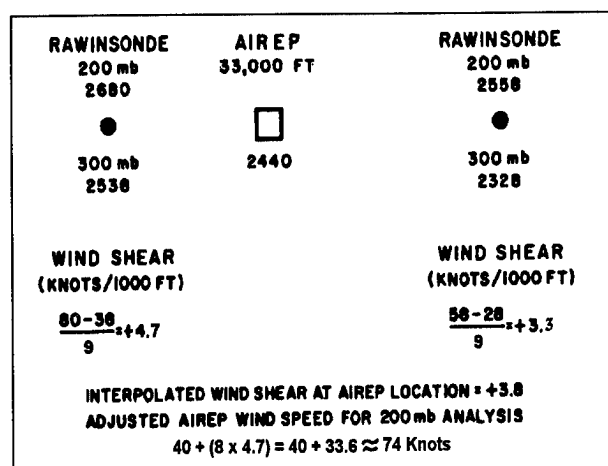 RAWINSONDE
200 mb
2680
300 mb
2538
AIREP
33,000 FT
2440
RAWINSONDE
200 mb
2558
300 mb
2328
WIND SHEAR
(KNOTS/1000 FT)
80-38
9
=+4.7
WIND SHEAR
(KNOTS/1000 FT)
58-28
9
=+3.3
INTERPOLATED WIND SHEAR AT AIREP LOCATION = +3.8
ADJUSTED AIREP WIND SPEED FOR 200mb ANALYSIS
40 + (8 x 4.7) = 40 + 33.6 ≈ 74 Knots